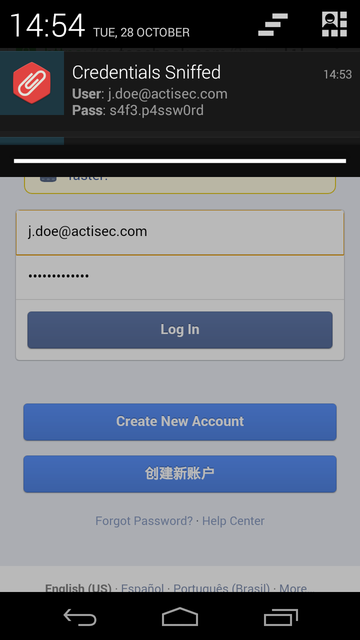 14:54 TUE, 28 OCTOBER
Credentials Sniffed 14:53
User: j.doe@actisec.com
Pass: s4f3.p4ssw0rd
faster.
j.doe@actisec.com
•••••••••••••
Log In
Create New Account
创建新账户
Forgot Password? · Help Center
English (US) · Español · Português (Brasil) · More